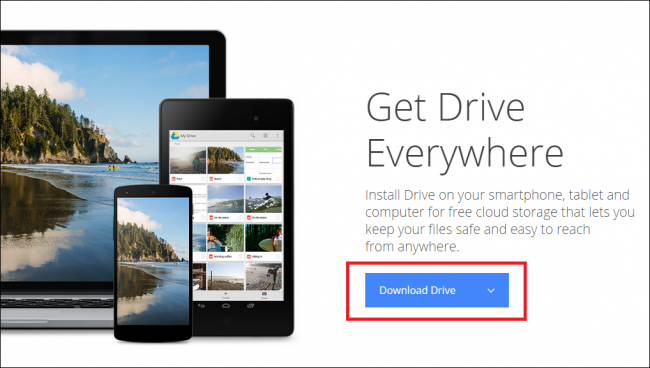 Get Drive
Everywhere
Install Drive on your smartphone, tablet and
computer for free cloud storage that lets you
keep your files safe and easy to reach
from anywhere.
Download Drive
My Drive